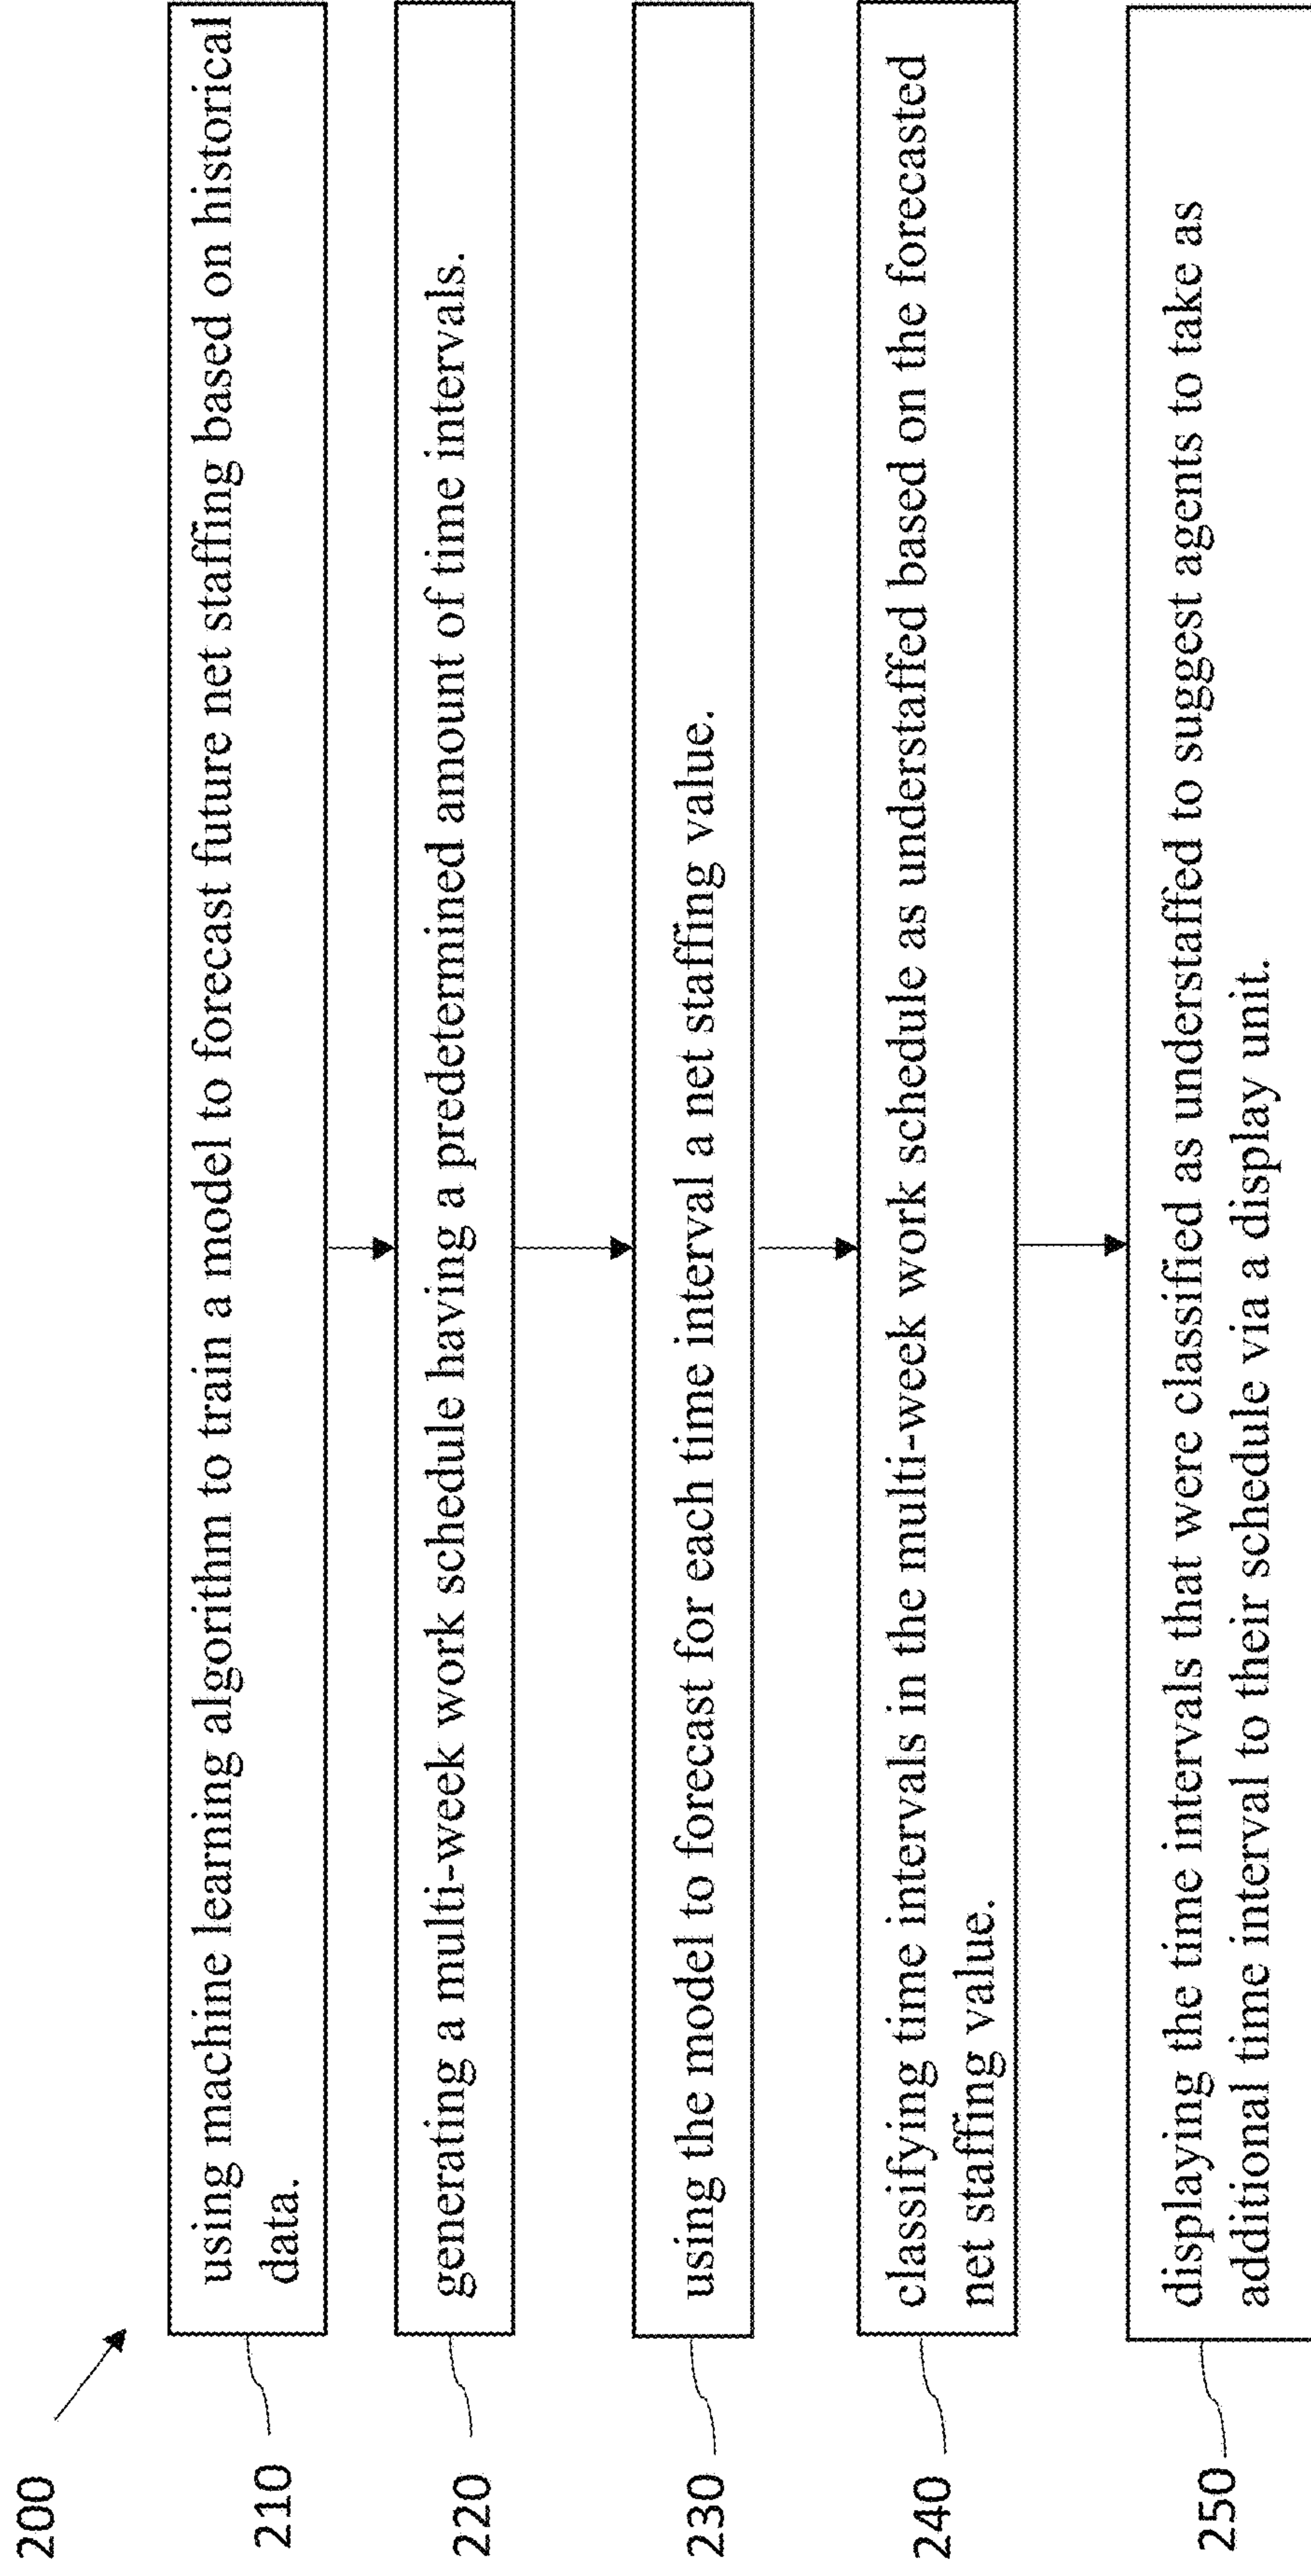 200
210
using machine learning algorithm to train a model to forecast future net staffing based on historical
data.
220
generating a multi-week work schedule having a predetermined amount of time intervals.
230
using the model to forecast for each time interval a net staffing value.
240
classifying time intervals in the multi-week work schedule as understaffed based on the forecasted
net staffing value.
250
displaying the time intervals that were classified as understaffed to suggest agents to take as
additional time interval to their schedule via a display unit.